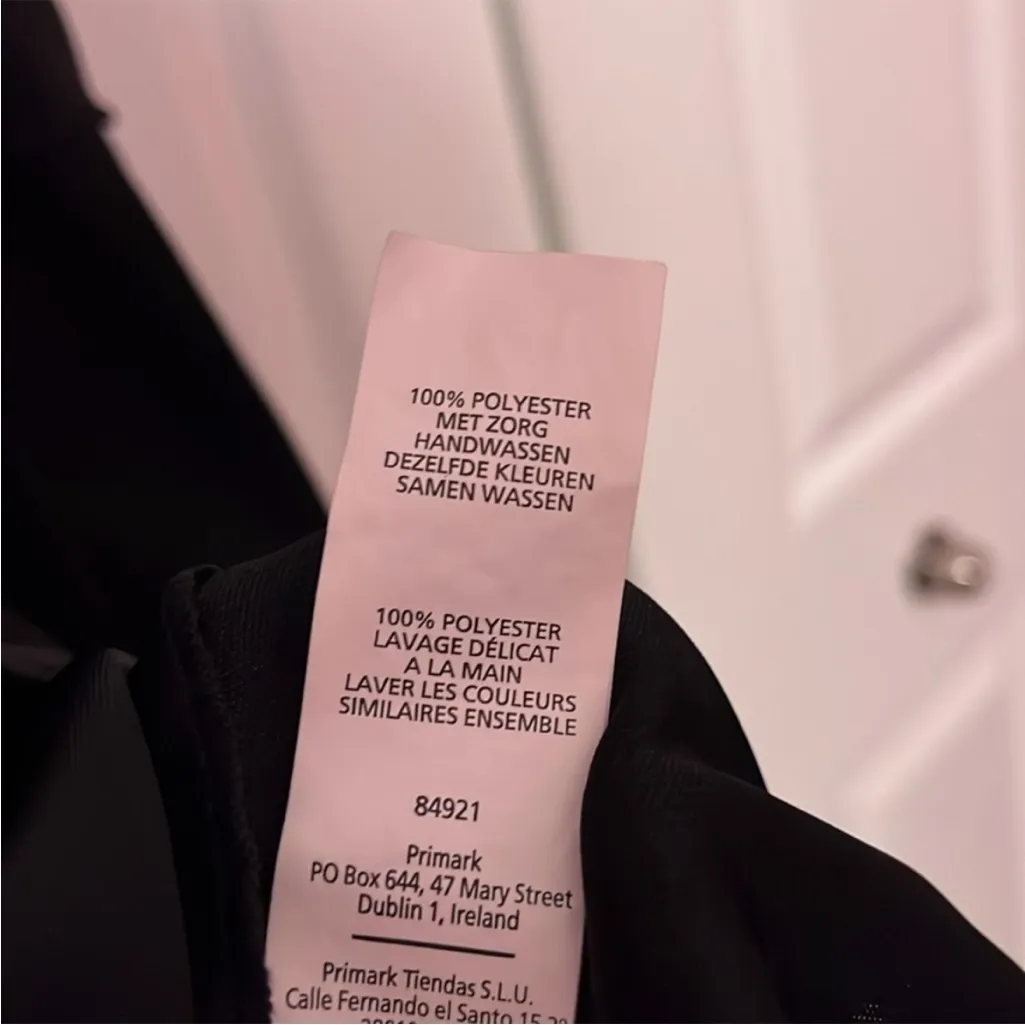 100% POLYESTER
MET ZORG
HANDWASSEN
DEZELFDE KLEUREN
SAMEN WASSEN
100% POLYESTER
LAVAGE DÉLICAT
A LA MAIN
LAVER LES COULEURS
SIMILAIRES ENSEMBLE
84921
Primark
PO Box 644, 47 Mary Street
Dublin 1, Ireland
Primark Tiendas S.L.U.
Calle Fernando el Santo 15